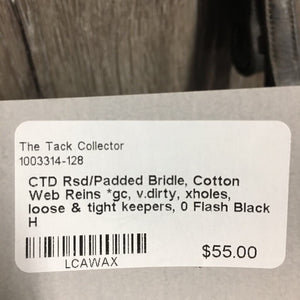 The Tack Collector
1003314-128
CTD Rsd/Padded Bridle, Cotton
Web Reins *gc, v.dirty, xholes,
loose & tight keepers, 0 Flash Black
H
$55.00
LCAWAX